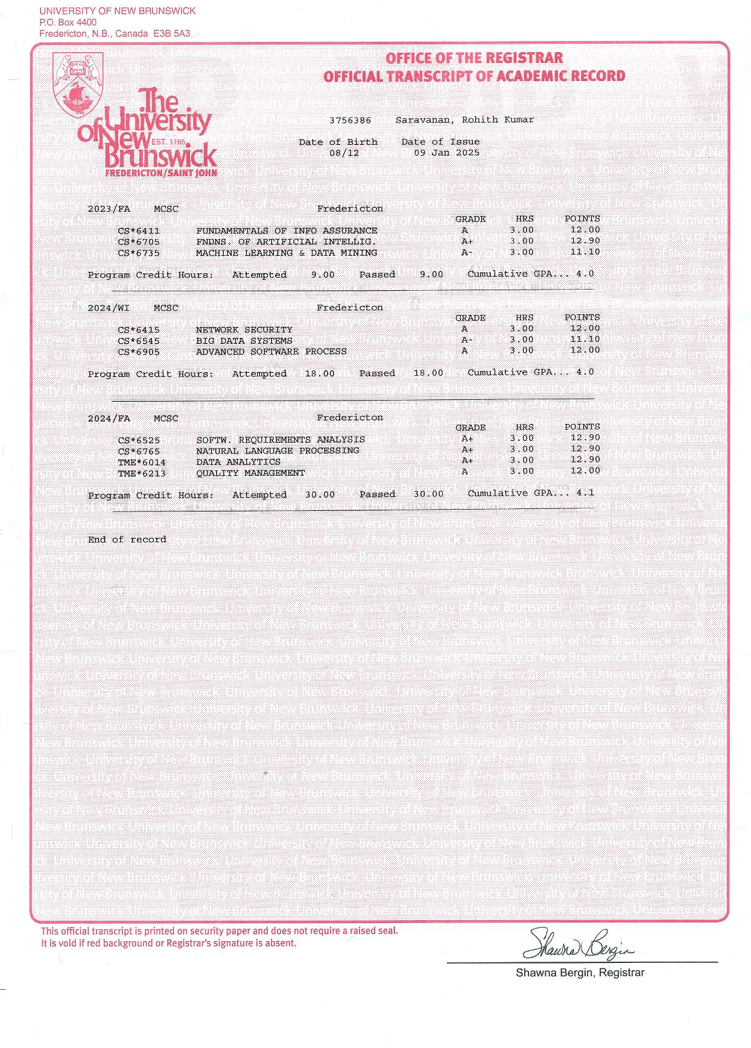 UNIVERSITY OF NEW BRUNSWICK
P.O. Box 4400
Fredericton, N.B., Canada E3B 5A3
OFFICE OF THE REGISTRAR
OFFICIAL TRANSCRIPT OF ACADEMIC RECORD
The
University
of New EST. 1785
Brunswick
FREDERICTON/SAINT JOHN
3756386 Saravanan, Rohith Kumar
Date of Birth Date of Issue
08/12 09 Jan 2025
2023/FA MCSC Fredericton
GRADE HRS POINTS
CS*6411 FUNDAMENTALS OF INFO ASSURANCE A 3.00 12.00
CS*6705 FNDNS. OF ARTIFICIAL INTELLIG. A+ 3.00 12.90
CS*6735 MACHINE LEARNING & DATA MINING A- 3.00 11.10
Program Credit Hours: Attempted 9.00 Passed 9.00 Cumulative GPA... 4.0
2024/WI MCSC Fredericton
GRADE HRS POINTS
CS*6415 NETWORK SECURITY A 3.00 12.00
CS*6545 BIG DATA SYSTEMS A- 3.00 11.10
CS*6905 ADVANCED SOFTWARE PROCESS A 3.00 12.00
Program Credit Hours: Attempted 18.00 Passed 18.00 Cumulative GPA... 4.0
2024/FA MCSC Fredericton
GRADE HRS POINTS
CS*6525 SOFTW. REQUIREMENTS ANALYSIS A+ 3.00 12.90
CS*6765 NATURAL LANGUAGE PROCESSING A+ 3.00 12.90
TME*6014 DATA ANALYTICS A+ 3.00 12.90
TME*6213 QUALITY MANAGEMENT A 3.00 12.00
Program Credit Hours: Attempted 30.00 Passed 30.00 Cumulative GPA... 4.1
End of record
This official transcript is printed on security paper and does not require a raised seal.
It is void if red background or Registrar's signature is absent.
Shawna Bergin
Shawna Bergin, Registrar